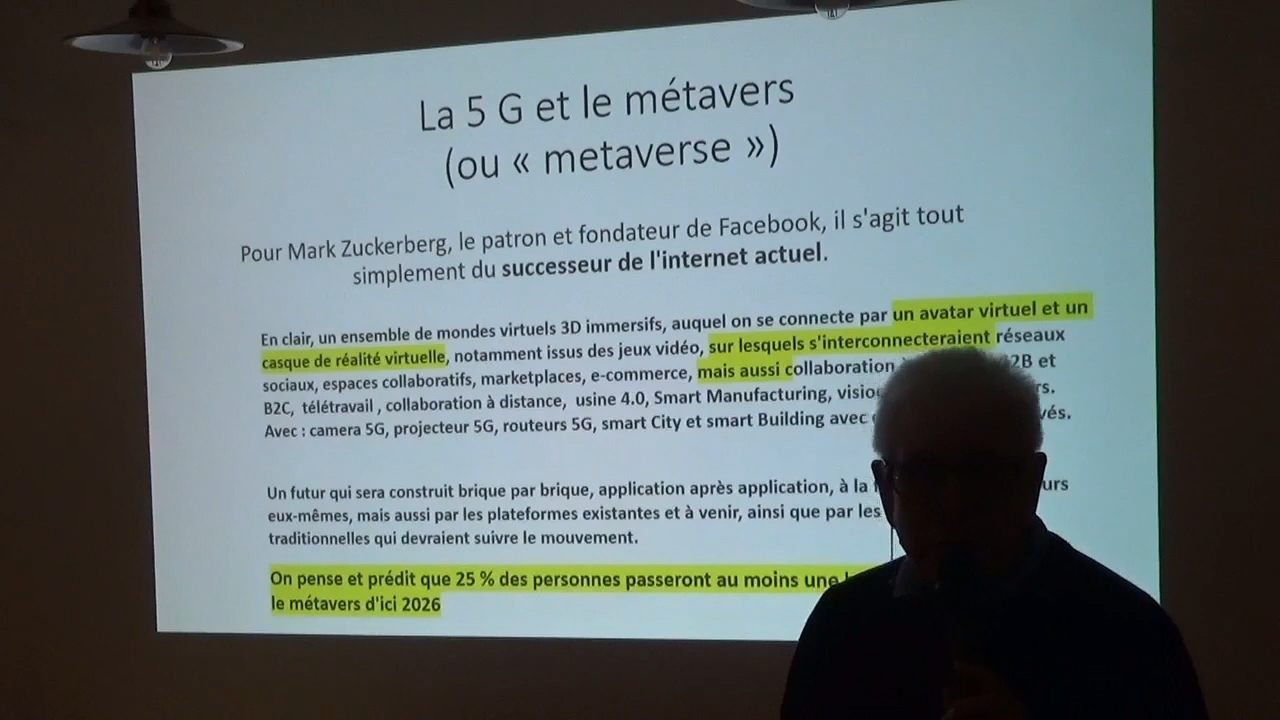 La 5 G et le métavers
(ou « metaverse »)
Pour Mark Zuckerberg, le patron et fondateur de Facebook, il s'agit tout
simplement du successeur de l'internet actuel.
En clair, un ensemble de mondes virtuels 3D immersifs, auquel on se connecte par un avatar virtuel et un
casque de réalité virtuelle, notamment issus des jeux vidéo, sur lesquels s'interconnecteraient réseaux
sociaux, espaces collaboratifs, marketplaces, e-commerce, mais aussi collaboration et
B2C, télétravail , collaboration à distance, usine 4.0, Smart Manufacturing,
Avec : camera 5G, projecteur 5G, routeurs 5G, smart City et smart Building avec
Un futur qui sera construit brique par brique, application après application, à la
eux-mêmes, mais aussi par les plateformes existantes et à venir, ainsi que par les
traditionnelles qui devraient suivre le mouvement.
On pense et prédit que 25 % des personnes passeront au moins une
le métavers d'ici 2026